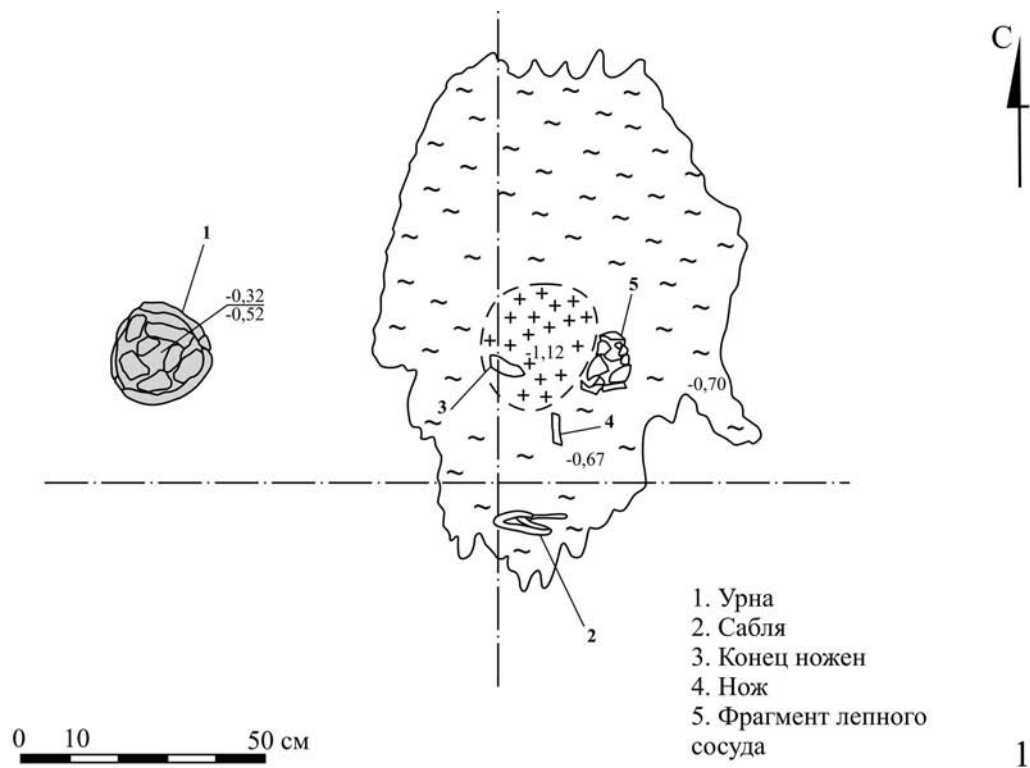 С
1
-0,32
-0,52
5
-1,12
3
-0,70
4
-0,67
2
1. Урна
2. Сабля
3. Конец ножен
4. Нож
5. Фрагмент лепного
сосуда
0 10 50 см
1